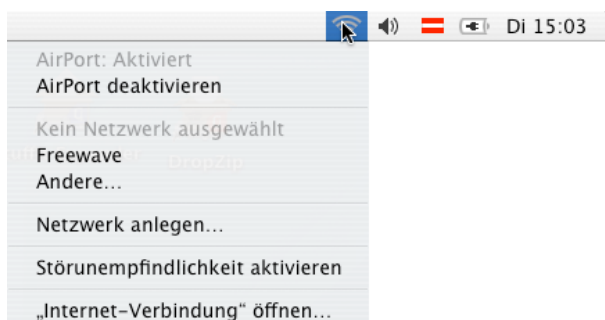 Di 15:03
AirPort: Aktiviert
AirPort deaktivieren
Kein Netzwerk ausgewählt
Freewave
Andere…
DropZip
Netzwerk anlegen…
Störunempfindlichkeit aktivieren
„Internet-Verbindung“ öffnen…